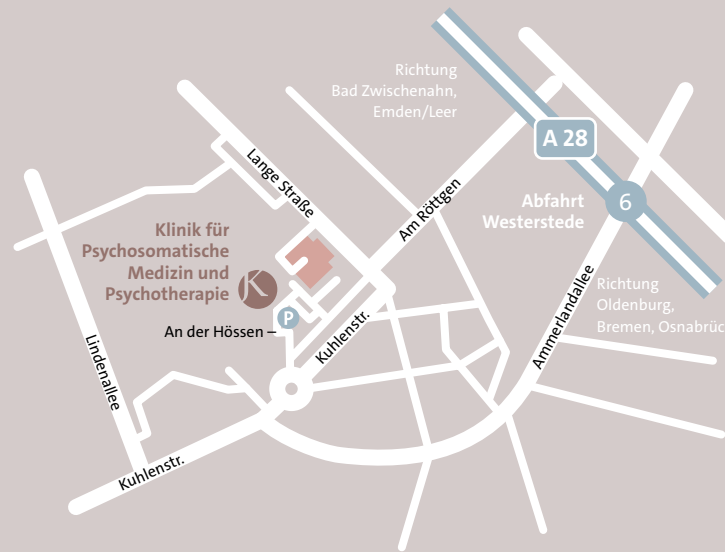 Richtung
Bad Zwischenahn,
Emden/Leer
A 28
Lange Straße
Am Röttgen
Abfahrt
Westerstede
6
Klinik für
Psychosomatische
Medizin und
Psychotherapie
K
P
An der Hössen –
Kuhlenstr.
Richtung
Oldenburg,
Bremen, Osnabrüc
Ammerlandallee
Lindenallee
Kuhlenstr.